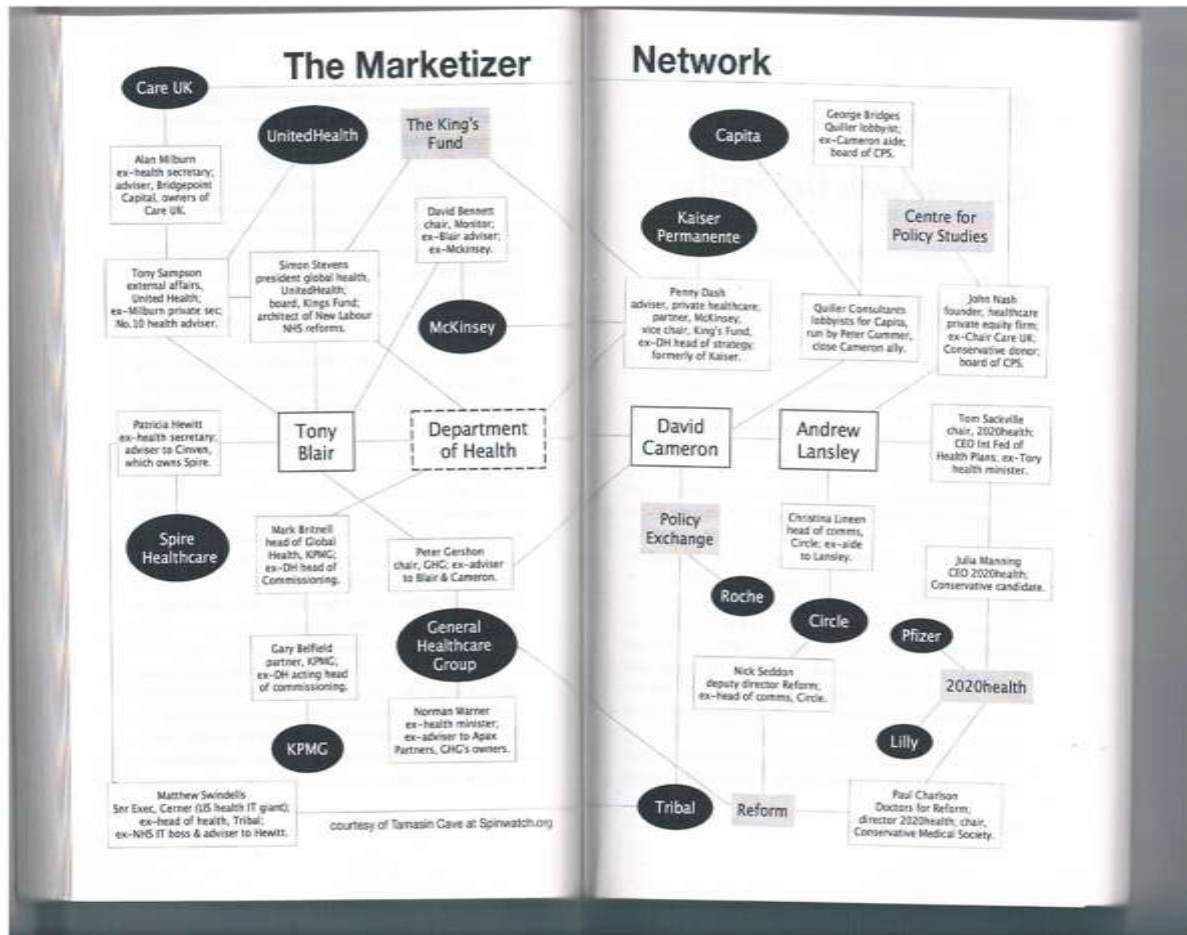 The Marketizer Network
Care UK
UnitedHealth
The King's
Fund
Alan Milburn
ex-health secretary;
adviser, Bridgepoint
Capital, owners of
Care UK.
David Bennett
chair, Monitor;
ex-Blair adviser;
ex-Mckinsey.
Tony Sampson
external affairs,
United Health;
ex-Milburn private sec;
No.10 health adviser.
Simon Stevens
president global health,
UnitedHealth;
board, Kings Fund;
architect of New Labour
NHS reforms.
McKinsey
Patricia Hewitt
ex-health secretary;
adviser to Cinven,
which owns Spire.
Tony
Blair
Department
of Health
Spire
Healthcare
Mark Britnell
head of Global
Health, KPMG;
ex-DH head of
Commissioning.
Peter Gershon
chair, GHG; ex-adviser
to Blair & Cameron.
General
Healthcare
Group
Gary Belfield
partner, KPMG;
ex-DH acting head
of commissioning.
Norman Warner
ex-health minister;
ex-adviser to Apax
Partners, GHG's owners.
KPMG
Matthew Swindells
Snr Exec, Cerner (US health IT giant);
ex-head of health, Tribal;
ex-NHS IT boss & adviser to Hewitt.
courtesy of Tamasin Cave at Spinwatch.org
Capita
George Bridges
Quiller lobbyist;
ex-Cameron aide;
board of CPS.
Kaiser
Permanente
Centre for
Policy Studies
Penny Dash
adviser, private healthcare;
partner, McKinsey,
vice chair, King's Fund,
ex-DH head of strategy;
formerly of Kaiser.
Quiller Consultants
lobbyists for Capita,
run by Peter Gummer,
close Cameron ally.
John Nash
founder, healthcare
private equity firm;
ex-Chair Care UK;
Conservative donor;
board of CPS.
David
Cameron
Andrew
Lansley
Tom Sackville
chair, 2020health;
CEO Int Fed of
Health Plans; ex-Tory
health minister.
Policy
Exchange
Christina Lineen
head of comms,
Circle; ex-aide
to Lansley.
Julia Manning
CEO 2020health;
Conservative candidate.
Roche
Circle
Pfizer
Nick Seddon
deputy director Reform;
ex-head of comms, Circle.
2020health
Lilly
Tribal
Reform
Paul Charlson
Doctors for Reform;
director 2020health; chair,
Conservative Medical Society.